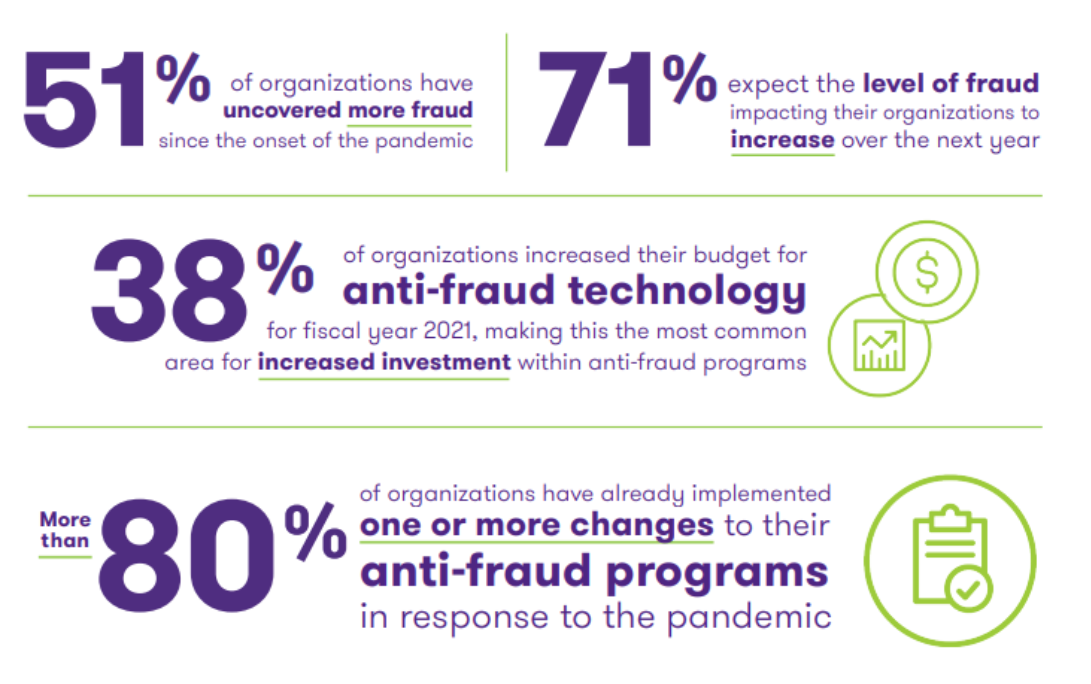 51% of organizations have
uncovered more fraud
since the onset of the pandemic
71% expect the level of fraud
impacting their organizations to
increase over the next year
38% of organizations increased their budget for
anti-fraud technology
for fiscal year 2021, making this the most common
area for increased investment within anti-fraud programs
More
than
80% of organizations have already implemented
one or more changes to their
anti-fraud programs
in response to the pandemic
$